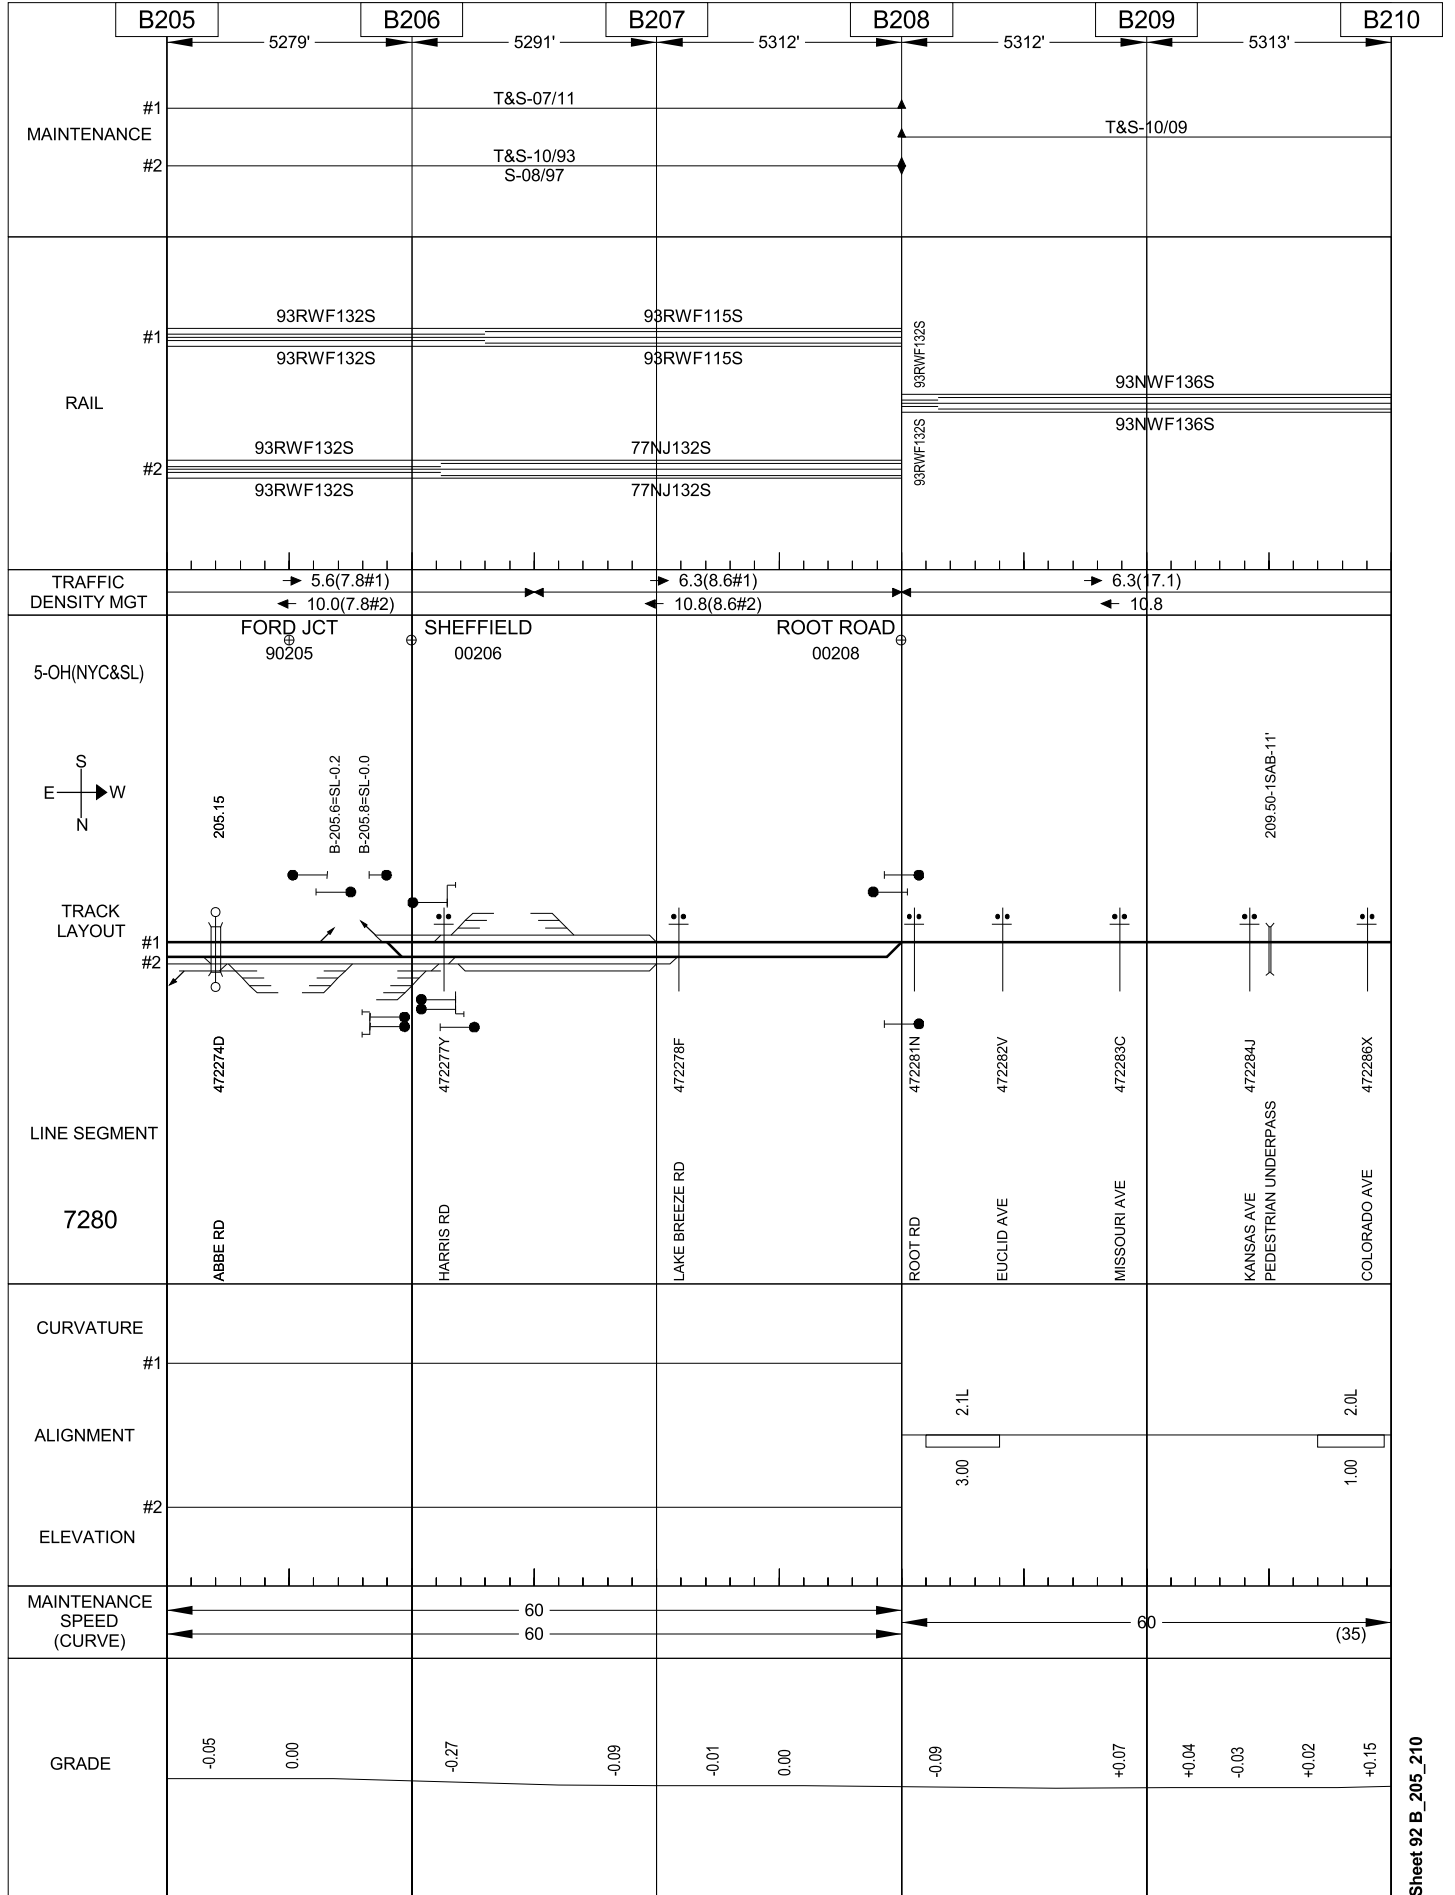 B205 B206 B207 B208 B209 B210
5279' 5291' 5312' 5312' 5313'
MAINTENANCE
#1
T&S-07/11
T&S-10/09
#2
T&S-10/93
S-08/97
RAIL
#1
93RWF132S 93RWF115S
93RWF132S 93RWF115S
93RWF132S
93RWF132S
93NWF136S
93NWF136S
#2
93RWF132S 77NJ132S
93RWF132S 77NJ132S
TRAFFIC
DENSITY MGT
5.6(7.8#1) 6.3(8.6#1) 6.3(17.1)
10.0(7.8#2) 10.8(8.6#2) 10.8
FORD JCT SHEFFIELD ROOT ROAD
90205 00206 00208
5-OH(NYC&SL)
S
E W
N
205.15
B-205.6=SL-0.2
B-205.8=SL-0.0
209.50-1SAB-11'
TRACK
LAYOUT
#1
#2
472274D
472277Y
472278F
472281N
472282V
472283C
472284J
472286X
LINE SEGMENT
7280
ABBE RD
HARRIS RD
LAKE BREEZE RD
ROOT RD
EUCLID AVE
MISSOURI AVE
KANSAS AVE
PEDESTRIAN UNDERPASS
COLORADO AVE
CURVATURE
#1
ALIGNMENT
2.1L
3.00
2.0L
1.00
#2
ELEVATION
MAINTENANCE
SPEED
(CURVE)
60
60
60
(35)
GRADE
-0.05
0.00
-0.27
-0.09
-0.01
0.00
-0.09
+0.07
+0.04
-0.03
+0.02
+0.15
Sheet 92 B_205_210